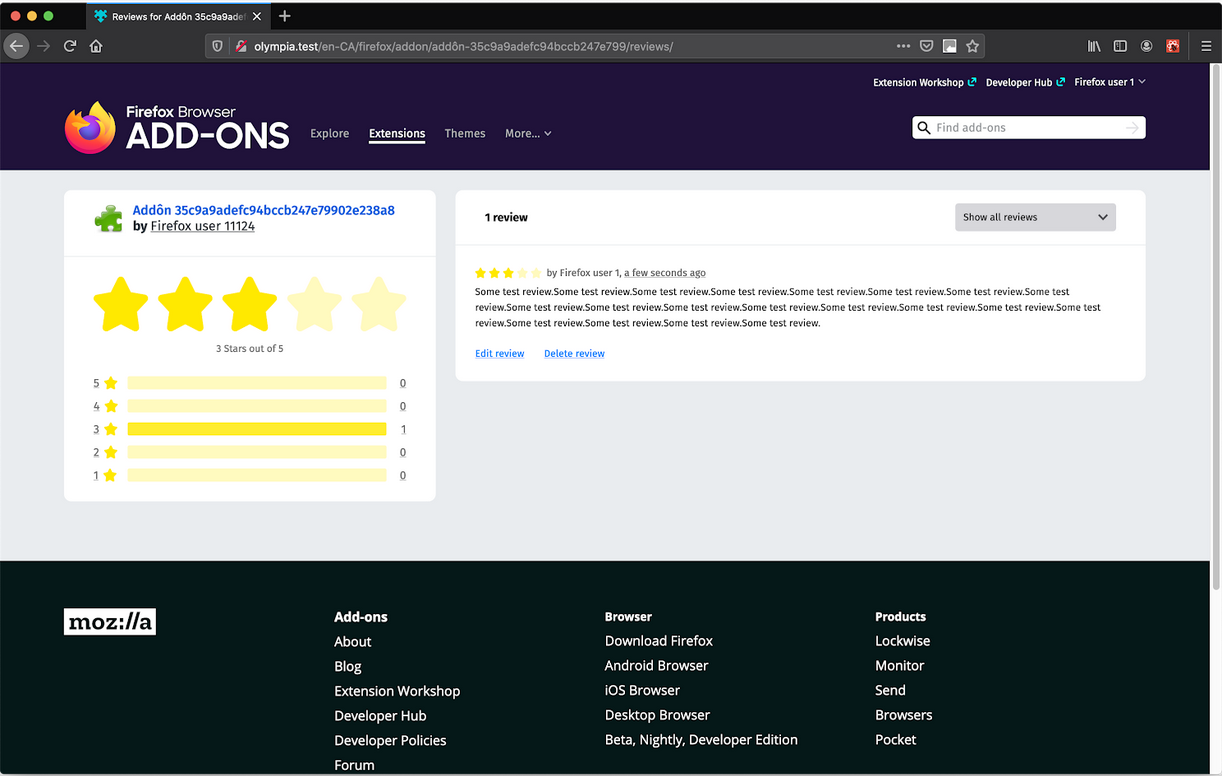 Reviews for Addôn 35c9a9adef
olympia.test/en-CA/firefox/addon/addôn-35c9a9adefc94bccb247e799/reviews/
Extension Workshop Developer Hub Firefox user 1
Firefox Browser
ADD-ONS
Explore Extensions Themes More...
Find add-ons
Addôn 35c9a9adefc94bccb247e79902e238a8
by Firefox user 11124
3 Stars out of 5
5 0
4 0
3 1
2 0
1 0
1 review
Show all reviews
by Firefox user 1, a few seconds ago
Some test review.Some test review.Some test review.Some test review.Some test review.Some test review.Some test review.Some test
review.Some test review.Some test review.Some test review.Some test review.Some test review.Some test review.Some test review.Some test
review.Some test review.Some test review.Some test review.Some test review.
Edit review Delete review
moz://a
Add-ons
About
Blog
Extension Workshop
Developer Hub
Developer Policies
Forum
Browser
Download Firefox
Android Browser
iOS Browser
Desktop Browser
Beta, Nightly, Developer Edition
Products
Lockwise
Monitor
Send
Browsers
Pocket